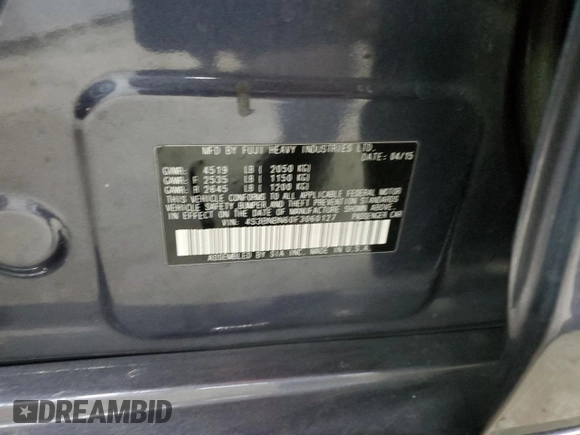 MFD BY FUJI HEAVY INDUSTRIES LTD.
DATE: 04/15
GVWR: 4519 LB ( 2050 KG)
GAWR: F 2535 LB ( 1150 KG)
GAWR: R 2645 LB ( 1200 KG)
THIS VEHICLE CONFORMS TO ALL APPLICABLE FEDERAL MOTOR
VEHICLE SAFETY, BUMPER, AND THEFT PREVENTION STANDARDS
IN EFFECT ON THE DATE OF MANUFACTURE SHOWN ABOVE.
VIN: 4S3BNBN60F3060127 PASSENGER CAR
ASSEMBLED BY SIA INC. MADE IN U.S.A.
DREAMBID